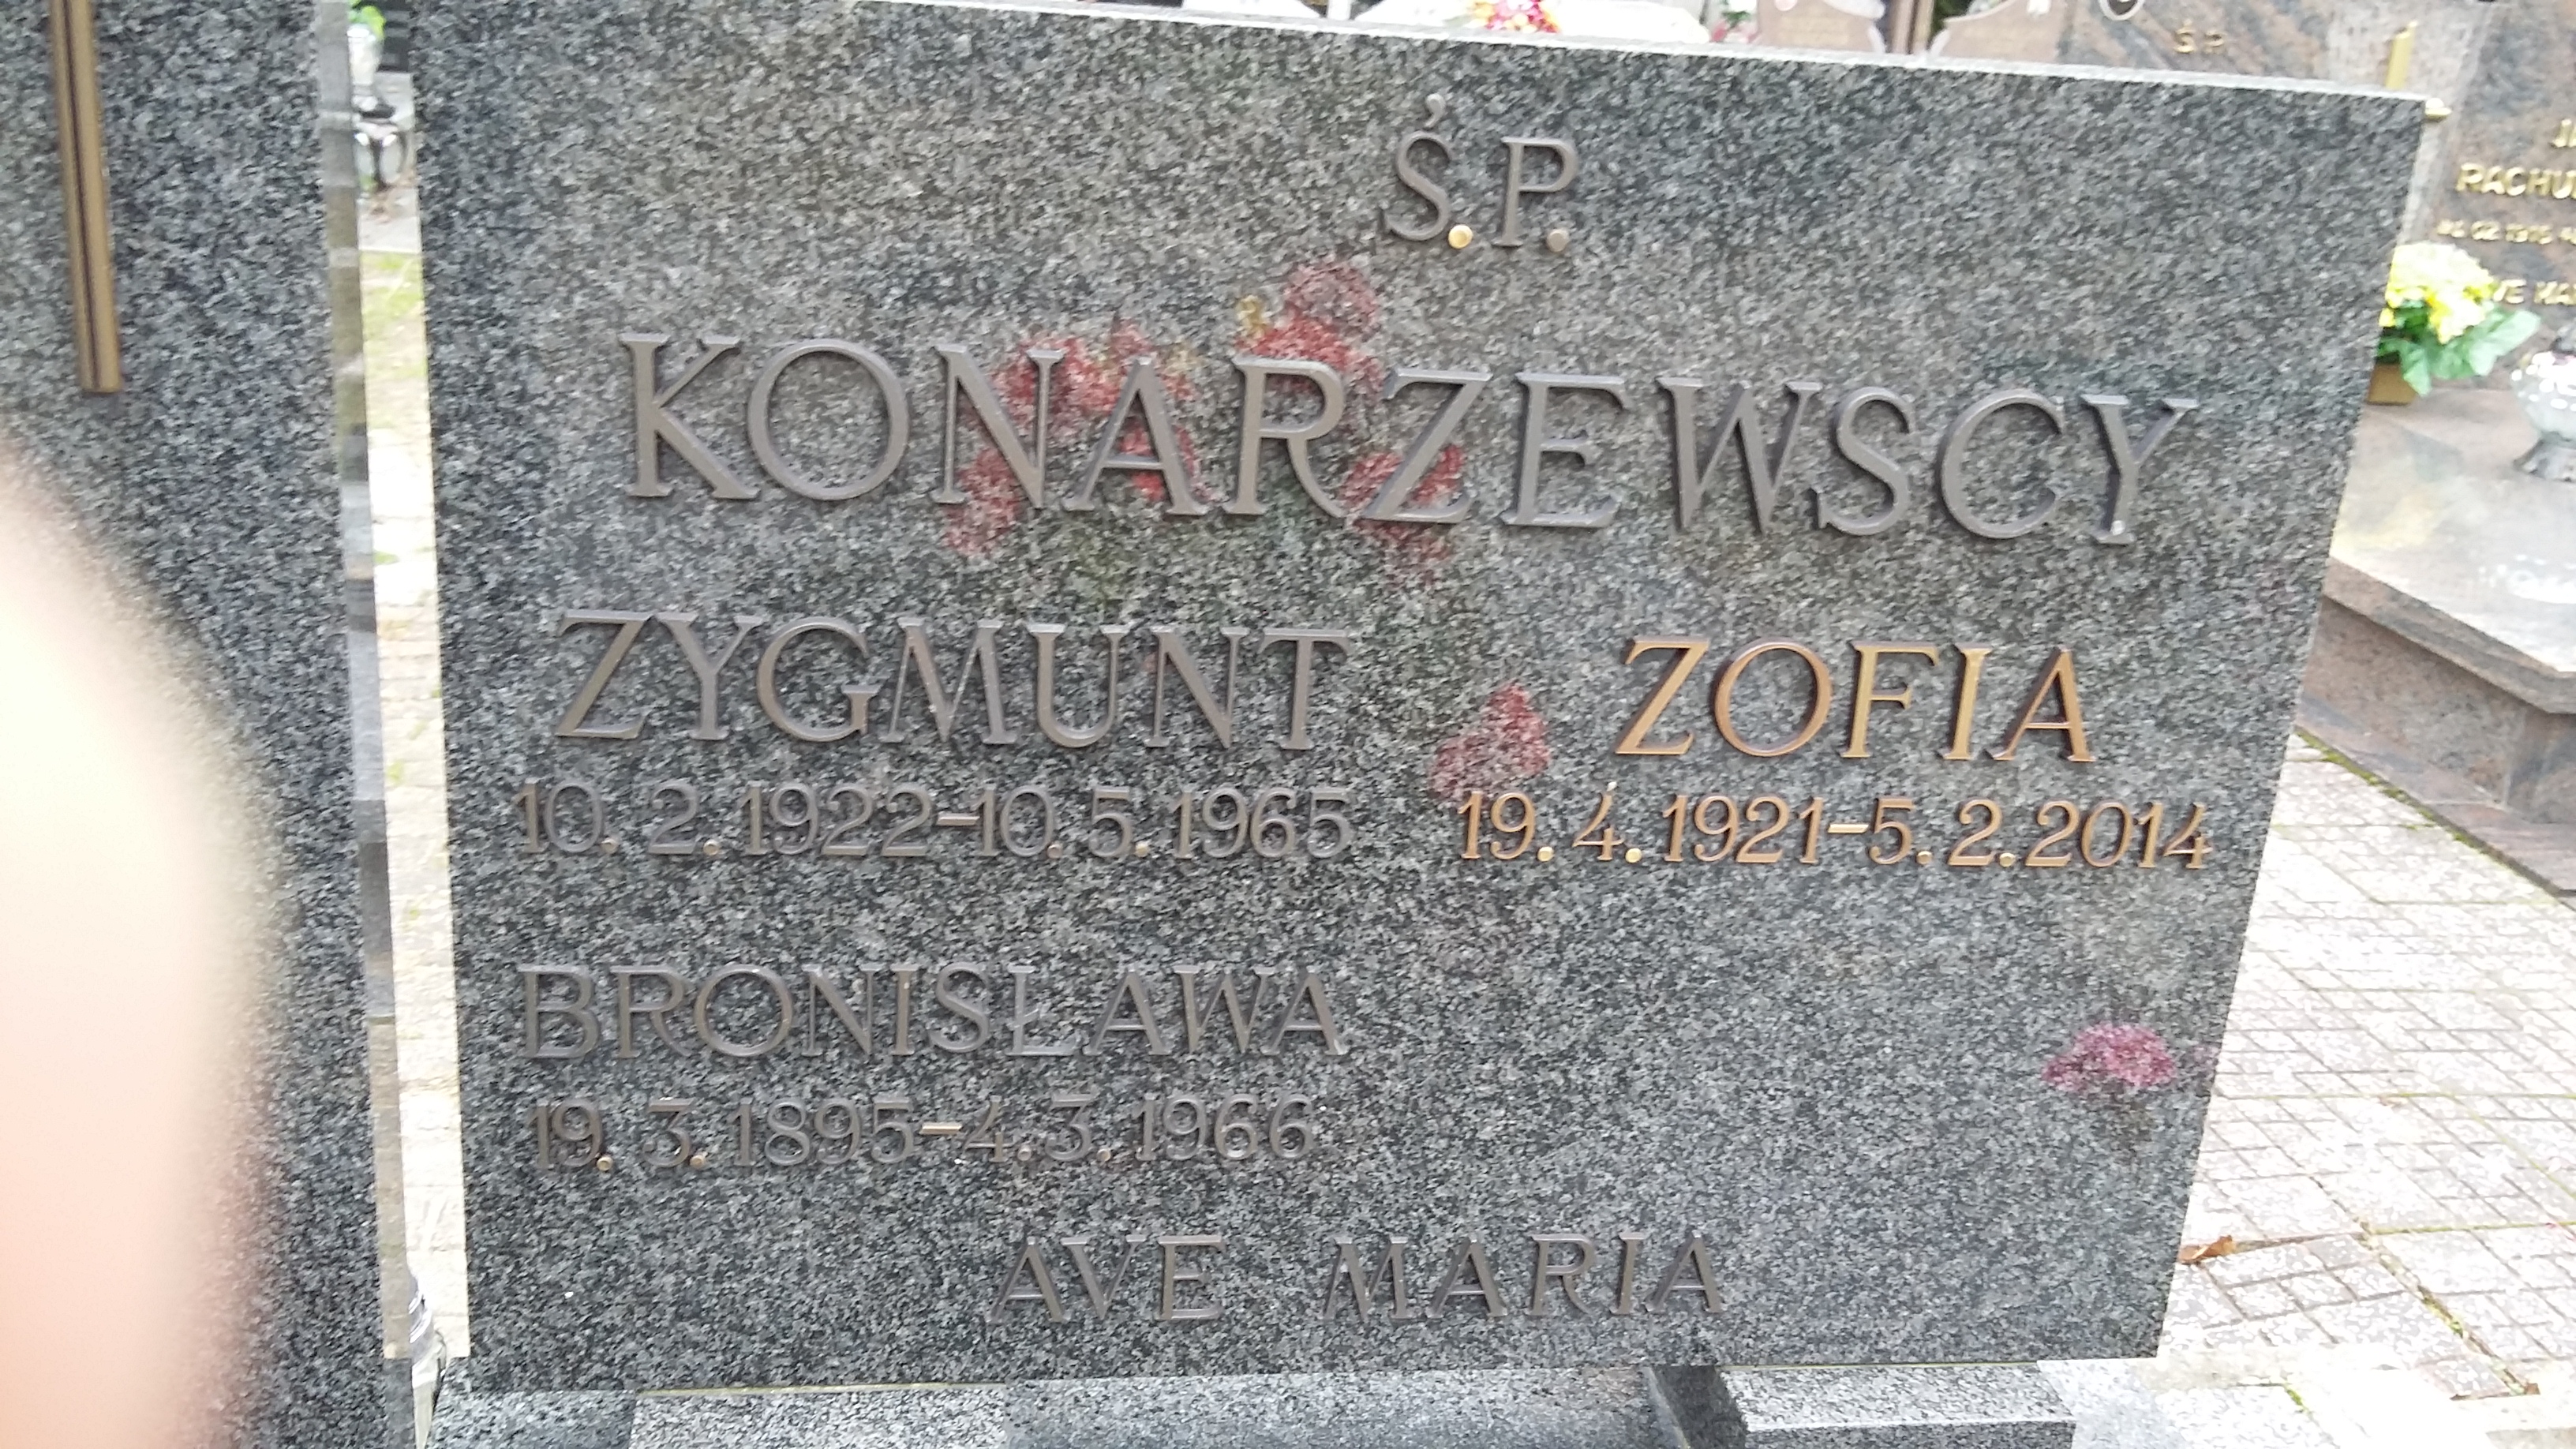 Ś.P.
KONARZEWSCY
ZYGMUNT ZOFIA
10.2.1922-10.5.1965 19.4.1921-5.2.2014
BRONISŁAWA
19.3.1895-4.3.1966
AVE MARIA
Ś.P.